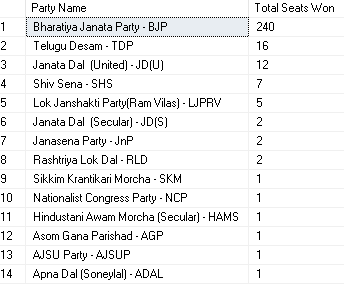 Party Name Total Seats Won
1 Bharatiya Janata Party - BJP 240
2 Telugu Desam - TDP 16
3 Janata Dal (United) - JD(U) 12
4 Shiv Sena - SHS 7
5 Lok Janshakti Party(Ram Vilas) - LJPRV 5
6 Janata Dal (Secular) - JD(S) 2
7 Janasena Party - JnP 2
8 Rashtriya Lok Dal - RLD 2
9 Sikkim Krantikari Morcha - SKM 1
10 Nationalist Congress Party - NCP 1
11 Hindustani Awam Morcha (Secular) - HAMS 1
12 Asom Gana Parishad - AGP 1
13 AJSU Party - AJSUP 1
14 Apna Dal (Soneylal) - ADAL 1